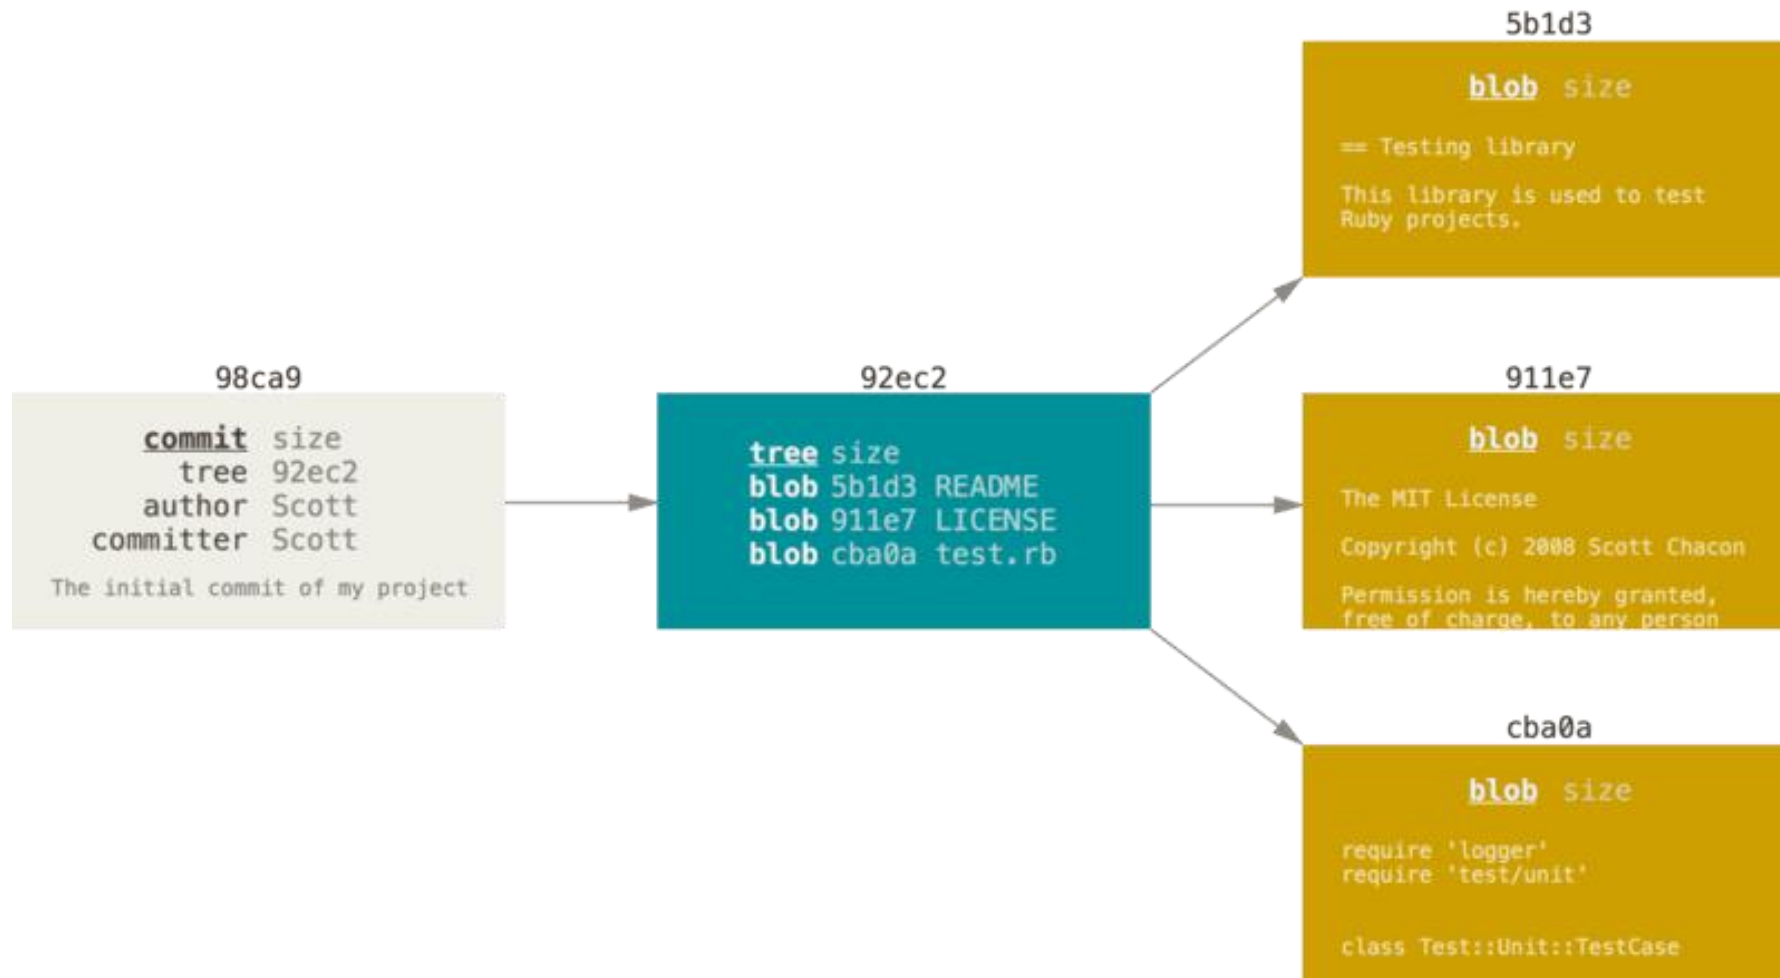 98ca9
commit size
tree 92ec2
author Scott
committer Scott
The initial commit of my project
92ec2
tree size
blob 5b1d3 README
blob 911e7 LICENSE
blob cba0a test.rb
5b1d3
blob size
== Testing library
This library is used to test
Ruby projects.
911e7
blob size
The MIT License
Copyright (c) 2008 Scott Chacon
Permission is hereby granted,
free of charge, to any person
cba0a
blob size
require 'logger'
require 'test/unit'
class Test::Unit::TestCase